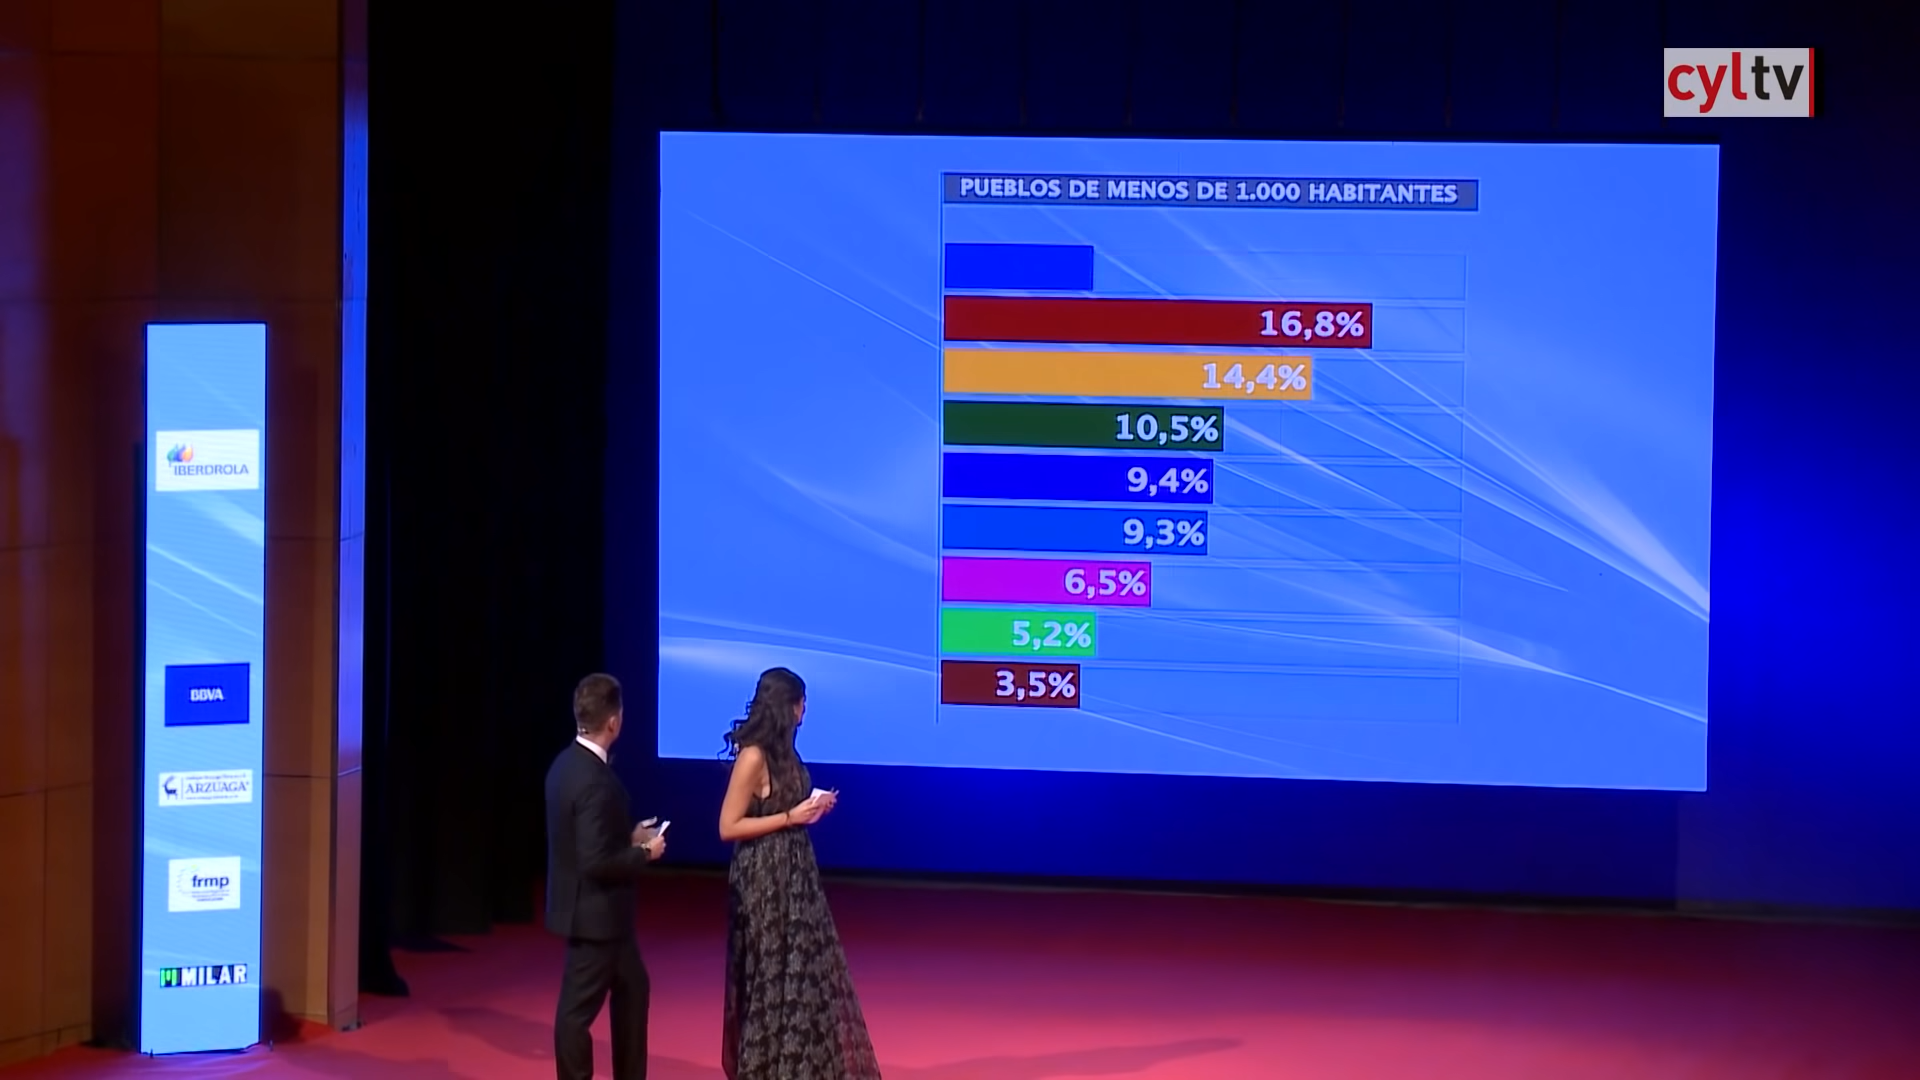 cyltv
PUEBLOS DE MENOS DE 1.000 HABITANTES
16,8%
14,4%
10,5%
9,4%
9,3%
6,5%
5,2%
3,5%
IBERDROLA
BBVA
ARZUAGA
frmp
MILAR